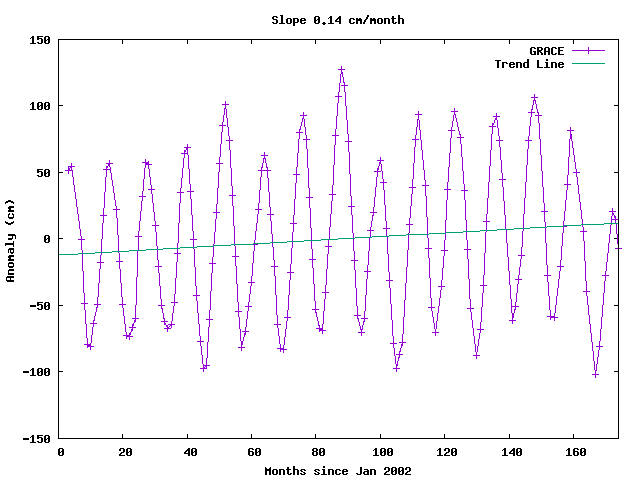 Slope 0.14 cm/month
GRACE
Trend Line
150
100
50
0
-50
-100
-150
Anomaly (cm)
0 20 40 60 80 100 120 140 160
Months since Jan 2002